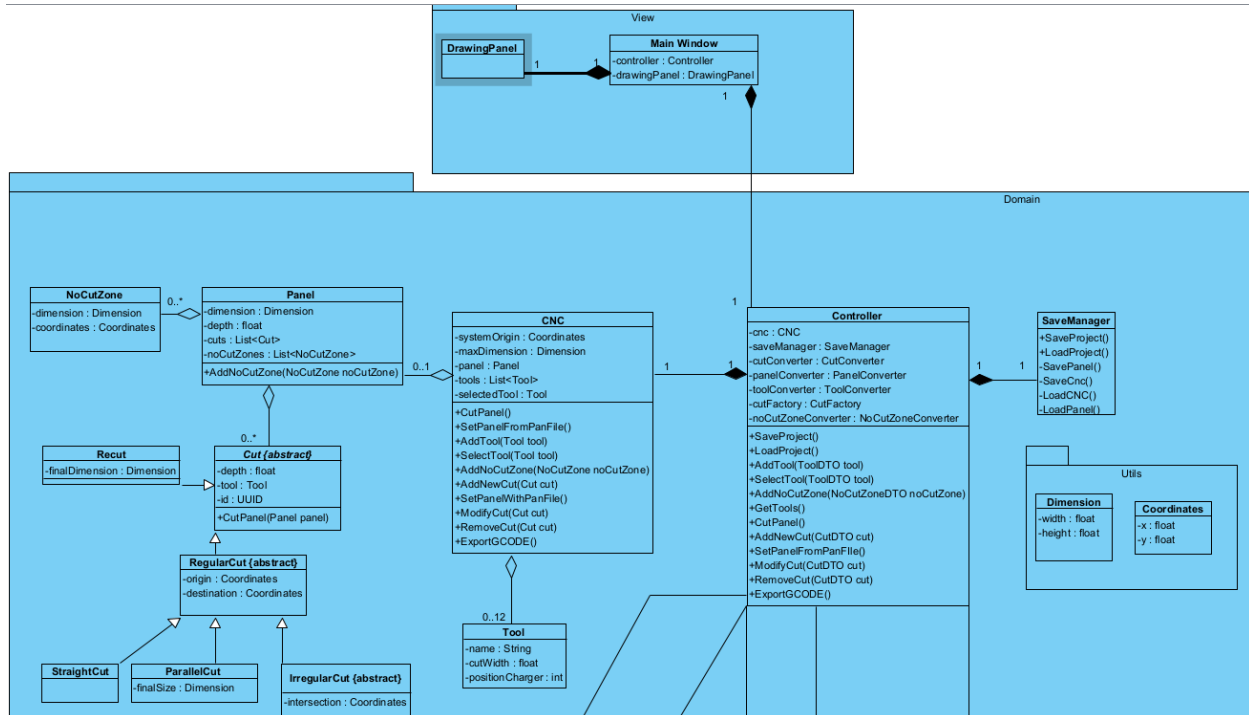 View
DrawingPanel
Main Window
-controller : Controller
-drawingPanel : DrawingPanel
1
1
1
Domain
NoCutZone
-dimension : Dimension
-coordinates : Coordinates
0..*
Panel
-dimension : Dimension
-depth : float
-cuts : List<Cut>
-noCutZones : List<NoCutZone>
+AddNoCutZone(NoCutZone noCutZone)
0..1
CNC
-systemOrigin : Coordinates
-maxDimension : Dimension
-panel : Panel
-tools : List<Tool>
-selectedTool : Tool
+CutPanel()
+SetPanelFromPanFile()
+AddTool(Tool tool)
+SelectTool(Tool tool)
+AddNoCutZone(NoCutZone noCutZone)
+AddNewCut(Cut cut)
+SetPanelWithPanFile()
+ModifyCut(Cut cut)
+RemoveCut(Cut cut)
+ExportGCODE()
1
1
1
Controller
-cnc : CNC
-saveManager : SaveManager
-cutConverter : CutConverter
-panelConverter : PanelConverter
-toolConverter : ToolConverter
-cutFactory : CutFactory
-noCutZoneConverter : NoCutZoneConverter
+SaveProject()
+LoadProject()
+AddTool(ToolDTO tool)
+SelectTool(ToolDTO tool)
+AddNoCutZone(NoCutZoneDTO noCutZone)
+GetTools()
+CutPanel()
+AddNewCut(CutDTO cut)
+SetPanelFromPanFIle()
+ModifyCut(CutDTO cut)
+RemoveCut(CutDTO cut)
+ExportGCODE()
1
1
SaveManager
+SaveProject()
+LoadProject()
-SavePanel()
-SaveCnc()
-LoadCNC()
-LoadPanel()
Utils
Dimension
-width : float
-height : float
Coordinates
-x : float
-y : float
0..*
Recut
-finalDimension : Dimension
Cut {abstract}
-depth : float
-tool : Tool
-id : UUID
+CutPanel(Panel panel)
RegularCut {abstract}
-origin : Coordinates
-destination : Coordinates
0..12
Tool
-name : String
-cutWidth : float
-positionCharger : int
StraightCut
ParallelCut
-finalSize : Dimension
IrregularCut {abstract}
-intersection : Coordinates